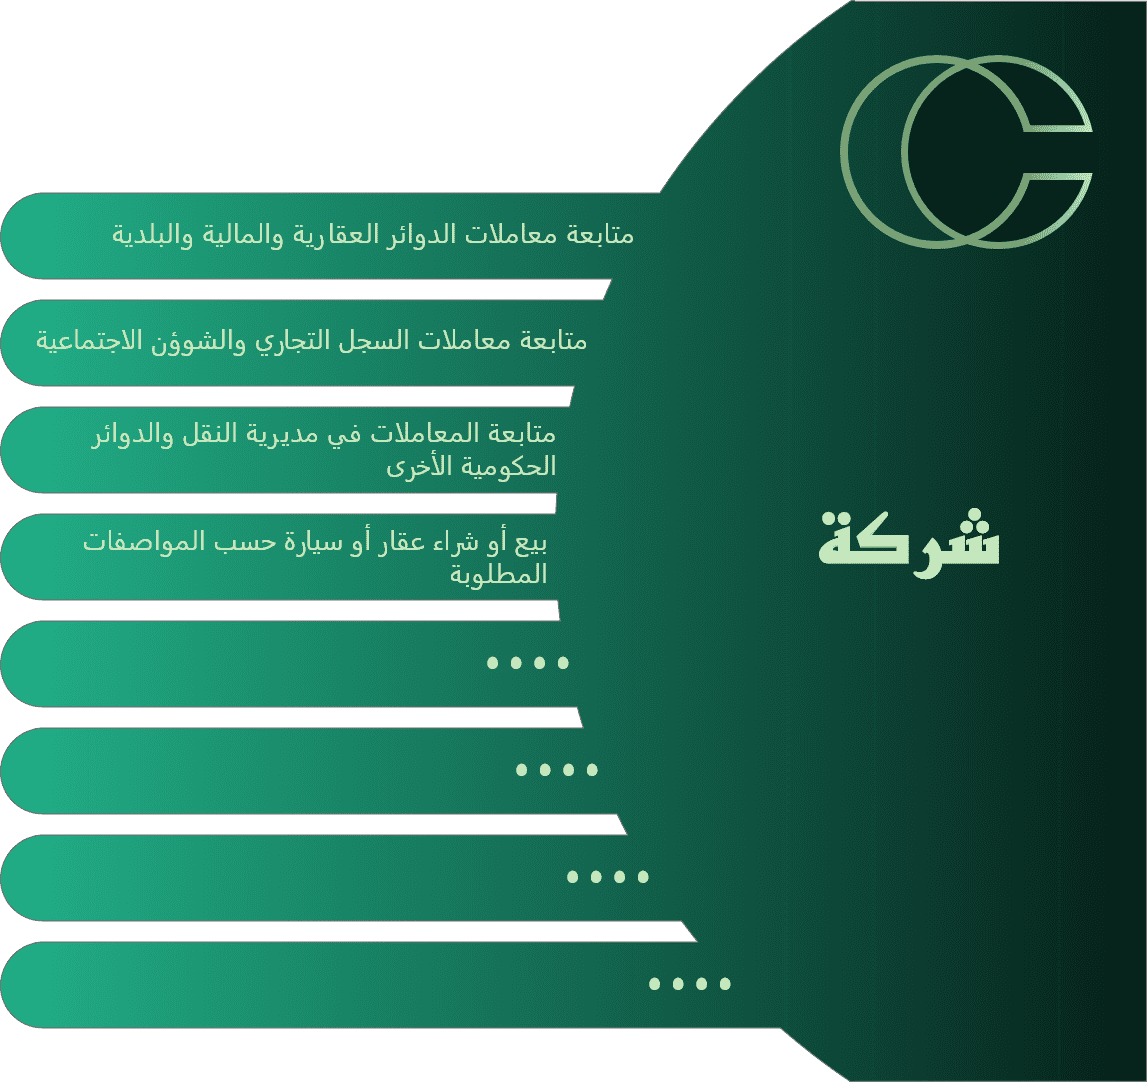 متابعة معاملات الدوائر العقارية والمالية والبلدية
متابعة معاملات السجل التجاري والشوؤن الاجتماعية
متابعة المعاملات في مديرية النقل والدوائر
الحكومية الأخرى
بيع أو شراء عقار أو سيارة حسب المواصفات
المطلوبة
شركة
....
....
....
....